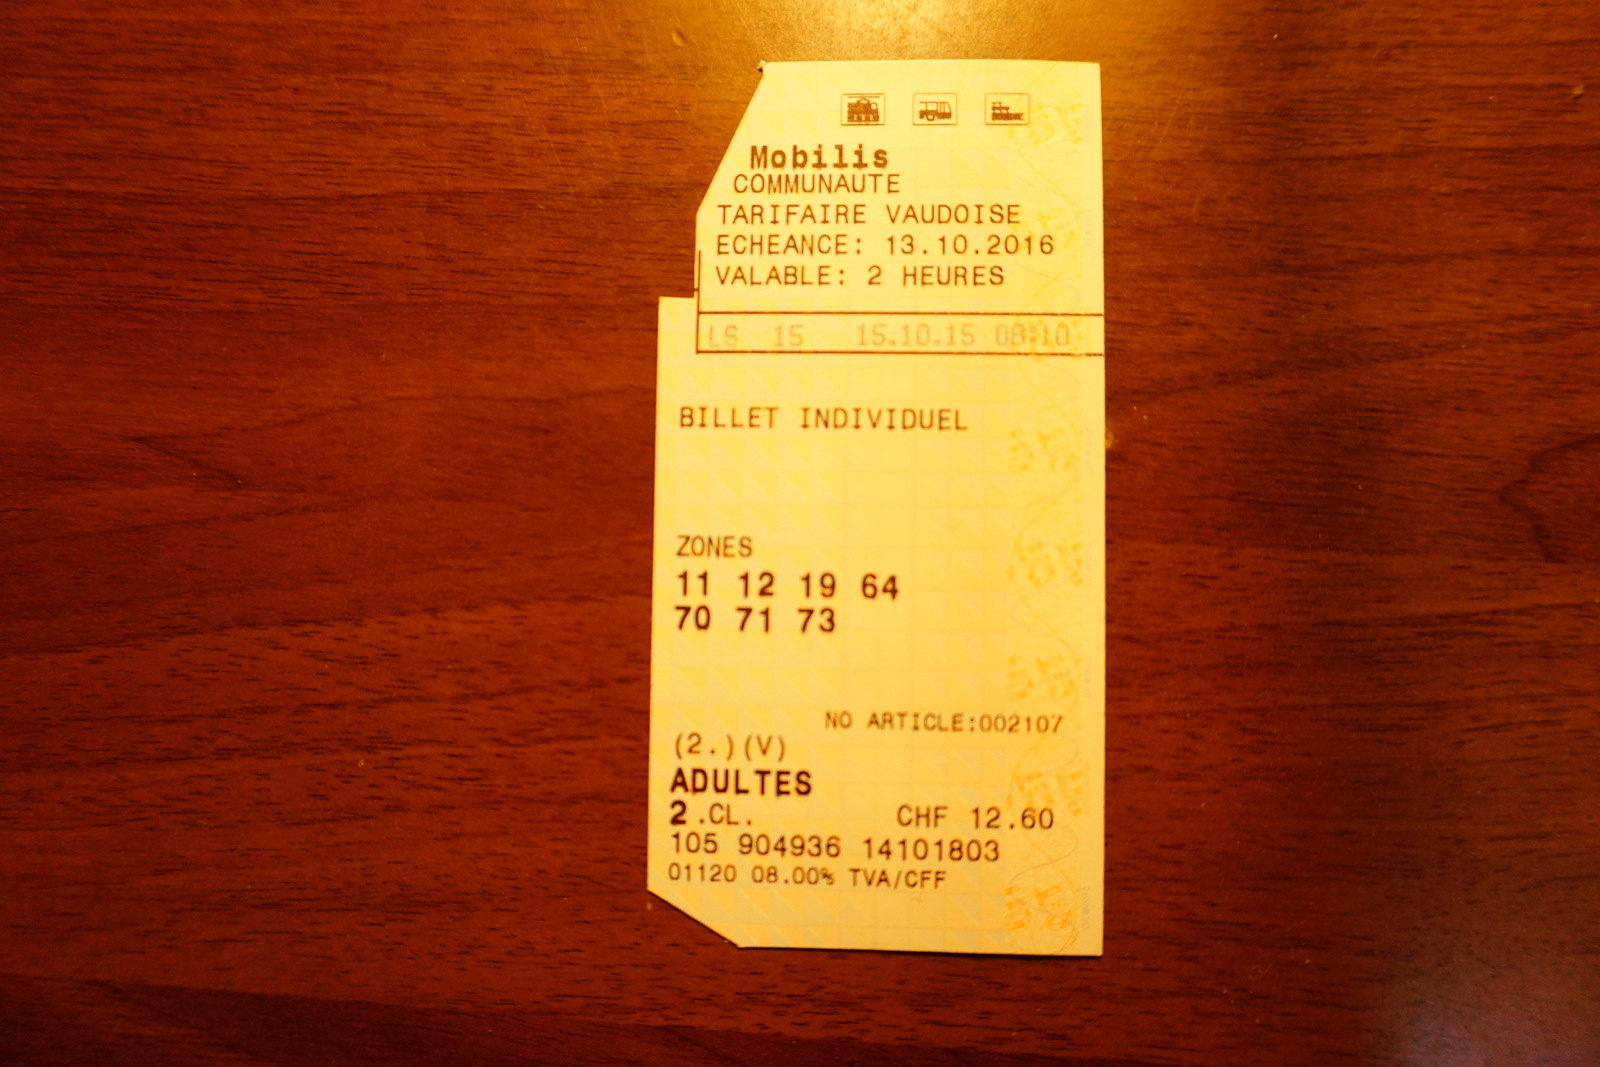 Mobilis
COMMUNAUTE
TARIFAIRE VAUDOISE
ECHEANCE: 13.10.2016
VALABLE: 2 HEURES
LS 15 15.10.15
BILLET INDIVIDUEL
ZONES
11 12 19 64
70 71 73
NO ARTICLE:002107
(2.)(V)
ADULTES
2.CL. CHF 12.60
105 904936 14101803
01120 08.00% TVA/CFF